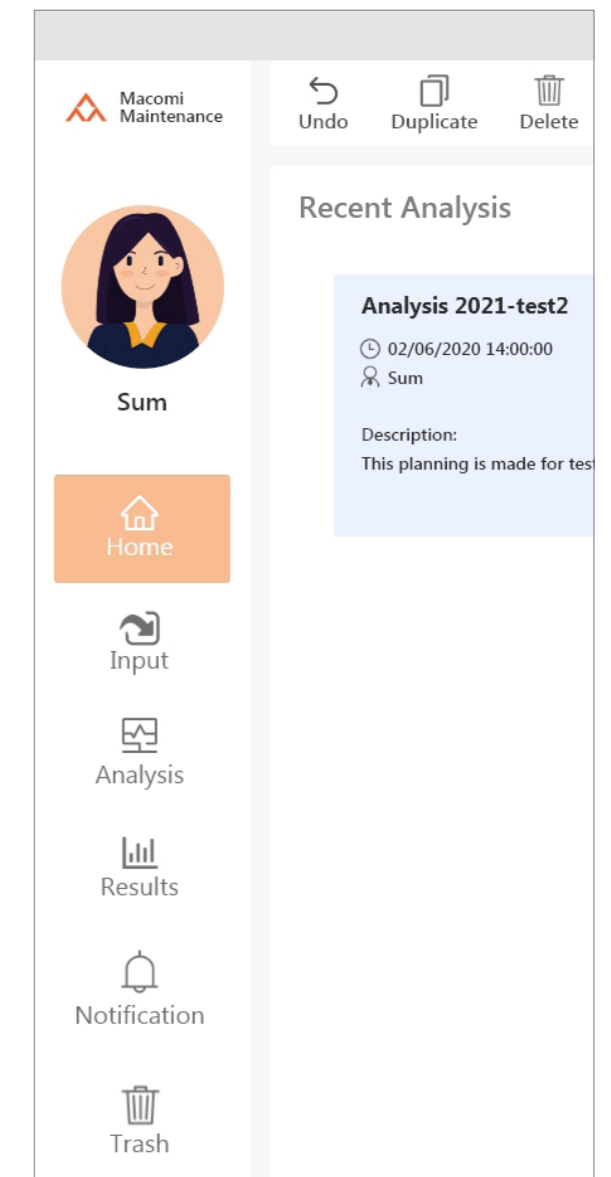 Macomi
Maintenance
Undo
Duplicate
Delete
Sum
Home
Input
Analysis
Results
Notification
Trash
Recent Analysis
Analysis 2021-test2
02/06/2020 14:00:00
Sum
Description:
This planning is made for test